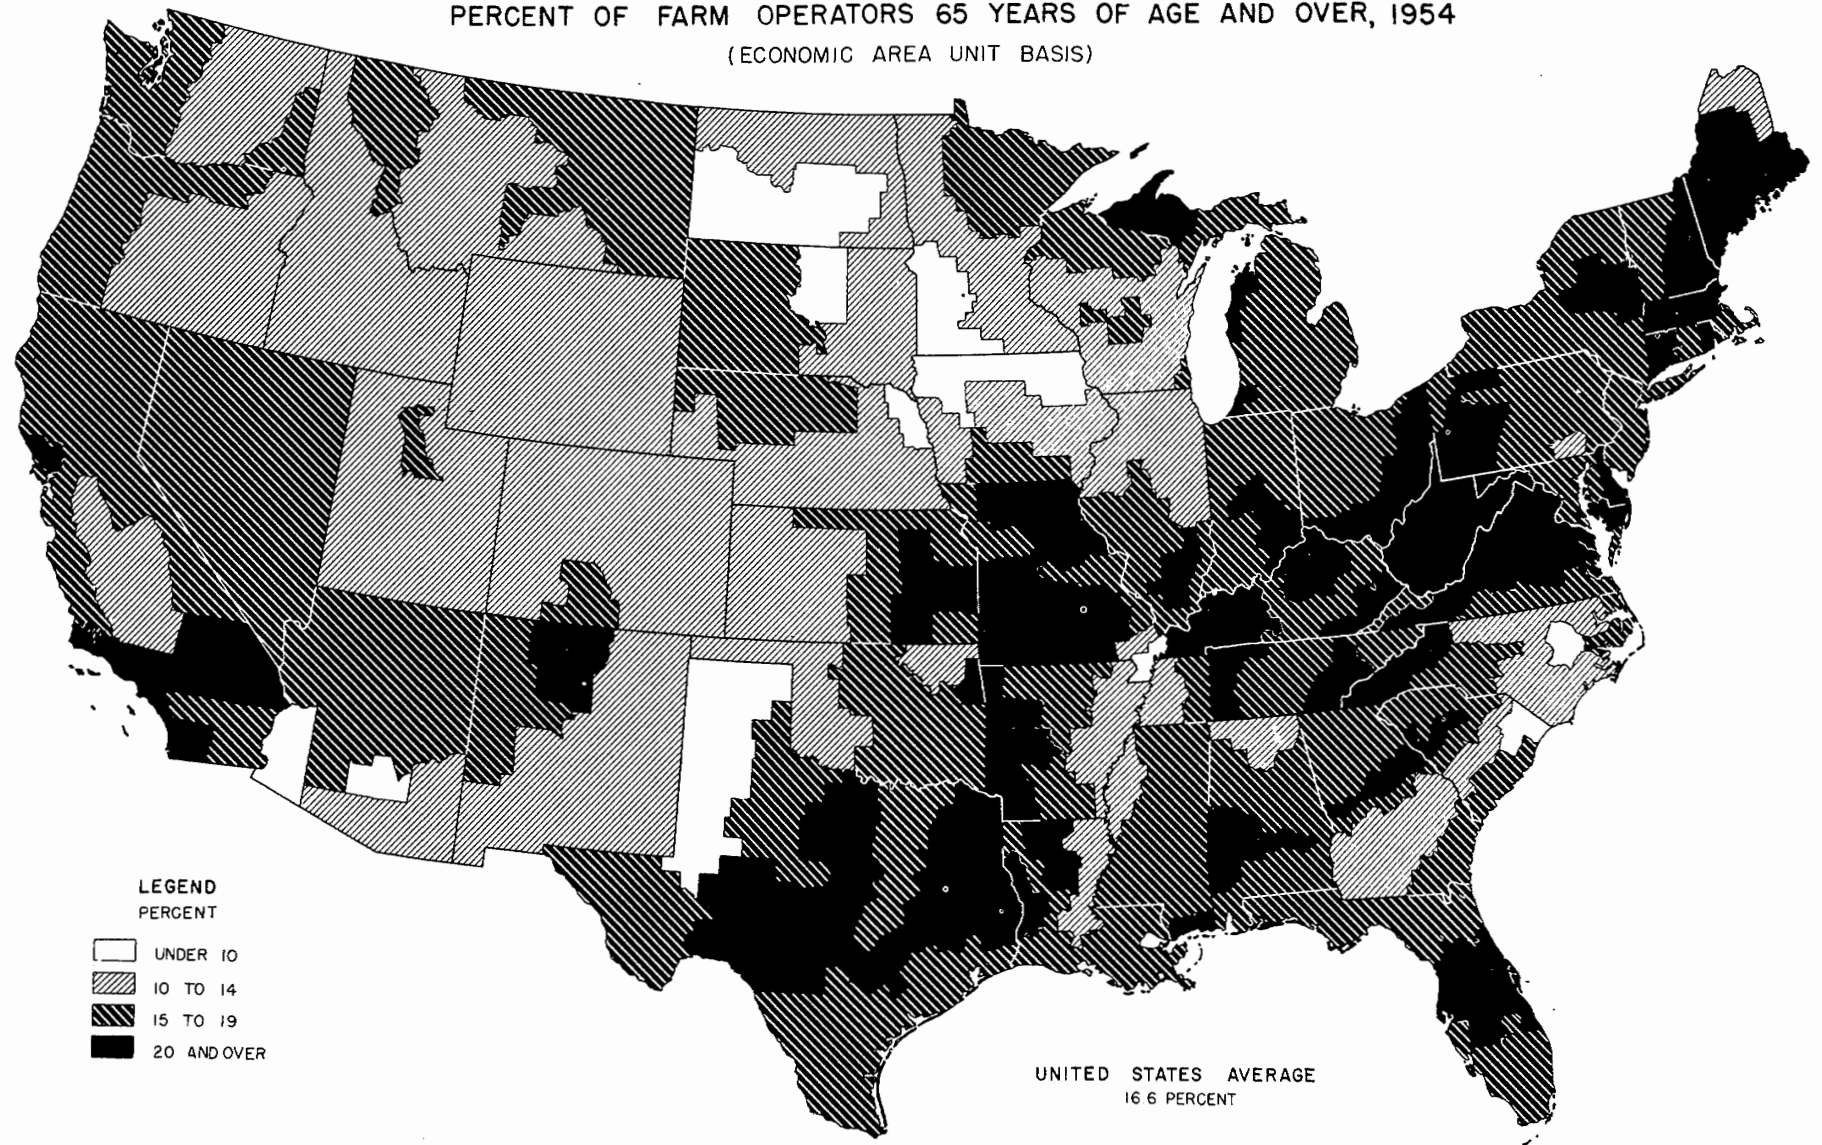 PERCENT OF FARM OPERATORS 65 YEARS OF AGE AND OVER, 1954
(ECONOMIC AREA UNIT BASIS)
LEGEND
PERCENT
UNDER 10
10 TO 14
15 TO 19
20 AND OVER
UNITED STATES AVERAGE
16.6 PERCENT